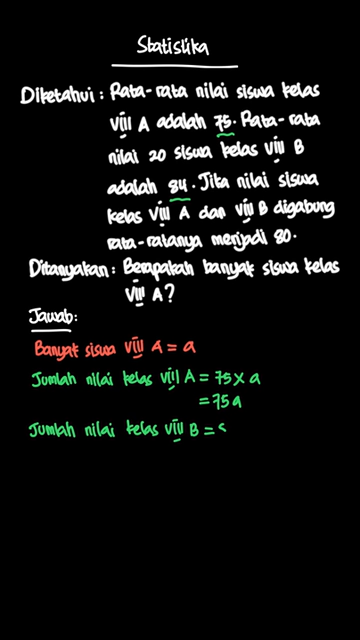 Statistika
Diketahui : Rata-rata nilai siswa kelas
VIII A adalah 75. Rata-rata
nilai 20 siswa kelas VIII B
adalah 84. Jika nilai siswa
kelas VIII A dan VIII B digabung
rata-ratanya menjadi 80.
Ditanyakan : Berapakah banyak siswa kelas
VIII A?
Jawab:
Banyak siswa VIII A = a
Jumlah nilai kelas VIII A = 75 x a
= 75a
Jumlah nilai kelas VIII B =